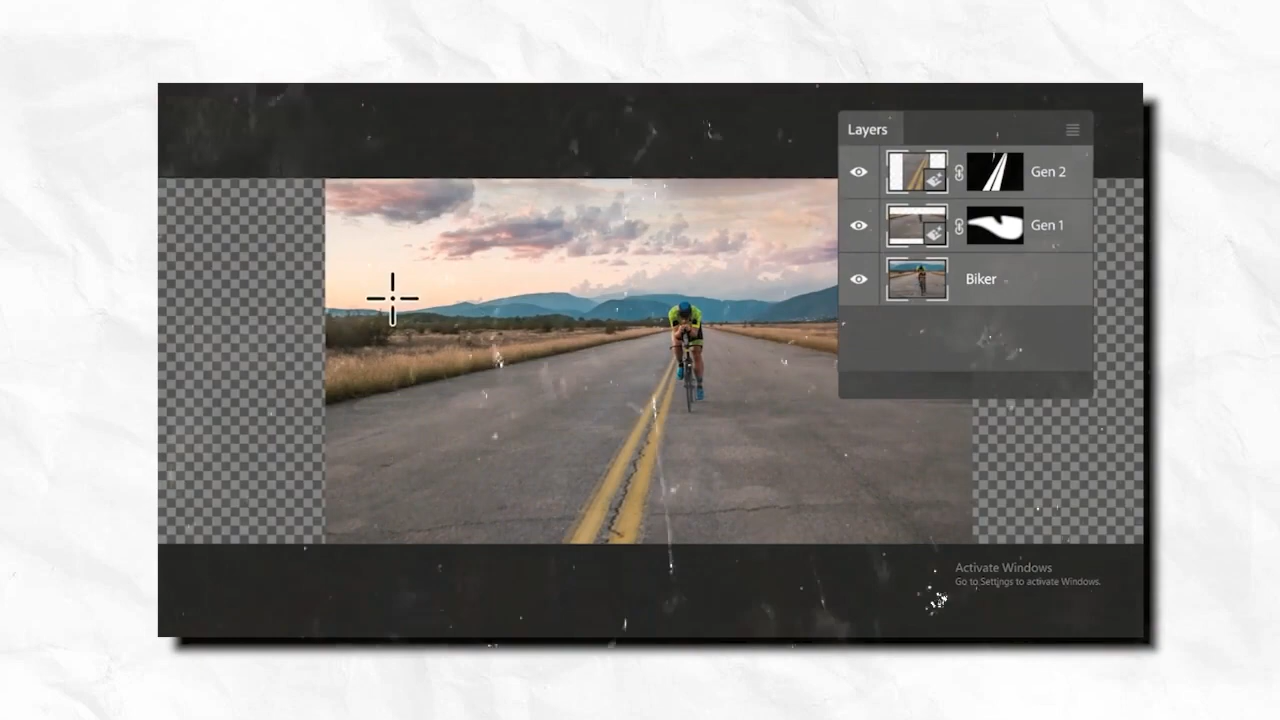 Layers
Gen 2
Gen 1
Biker
Activate Windows
Go to Settings to activate Windows.